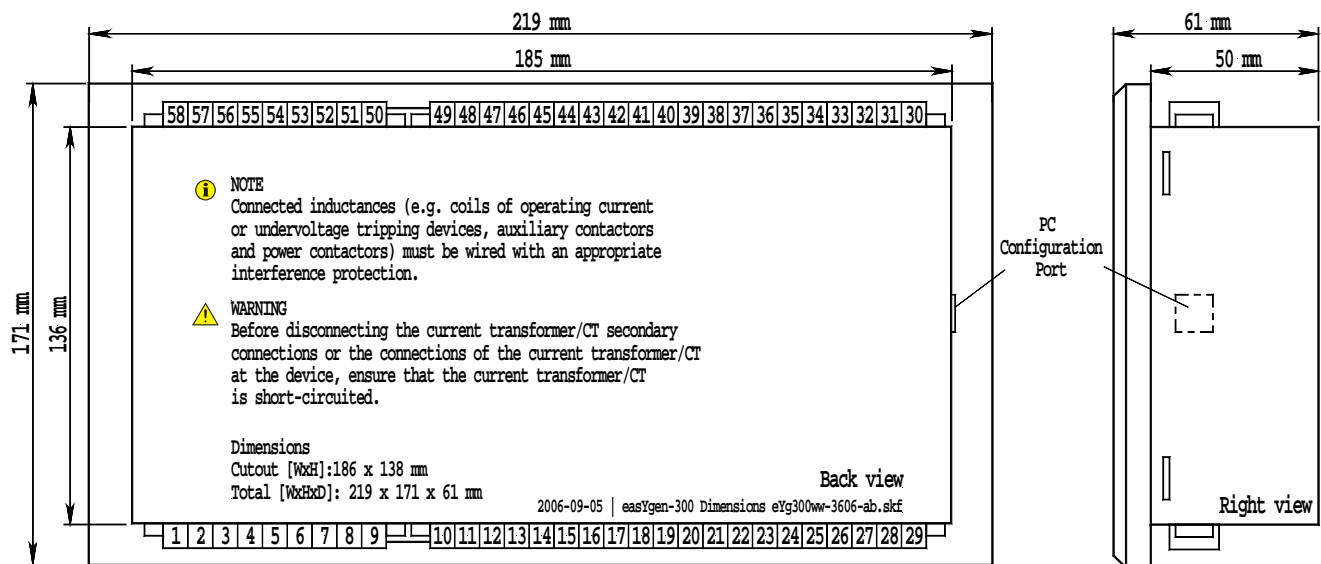 219 mm
61 mm
185 mm
50 mm
58 57 56 55 54 53 52 51 50 49 48 47 46 45 44 43 42 41 40 39 38 37 36 35 34 33 32 31 30
NOTE
Connected inductances (e.g. coils of operating current
or undervoltage tripping devices, auxiliary contactors
and power contactors) must be wired with an appropriate
interference protection.
PC
Configuration
Port
171 mm
136 mm
WARNING
Before disconnecting the current transformer/CT secondary
connections or the connections of the current transformer/CT
at the device, ensure that the current transformer/CT
is short-circuited.
Dimensions
Cutout [WxH]:186 x 138 mm
Total [WxHxD]: 219 x 171 x 61 mm
Back view
2006-09-05 | easYgen-300 Dimensions eYg300ww-3606-ab.skf
Right view
1 2 3 4 5 6 7 8 9 10 11 12 13 14 15 16 17 18 19 20 21 22 23 24 25 26 27 28 29